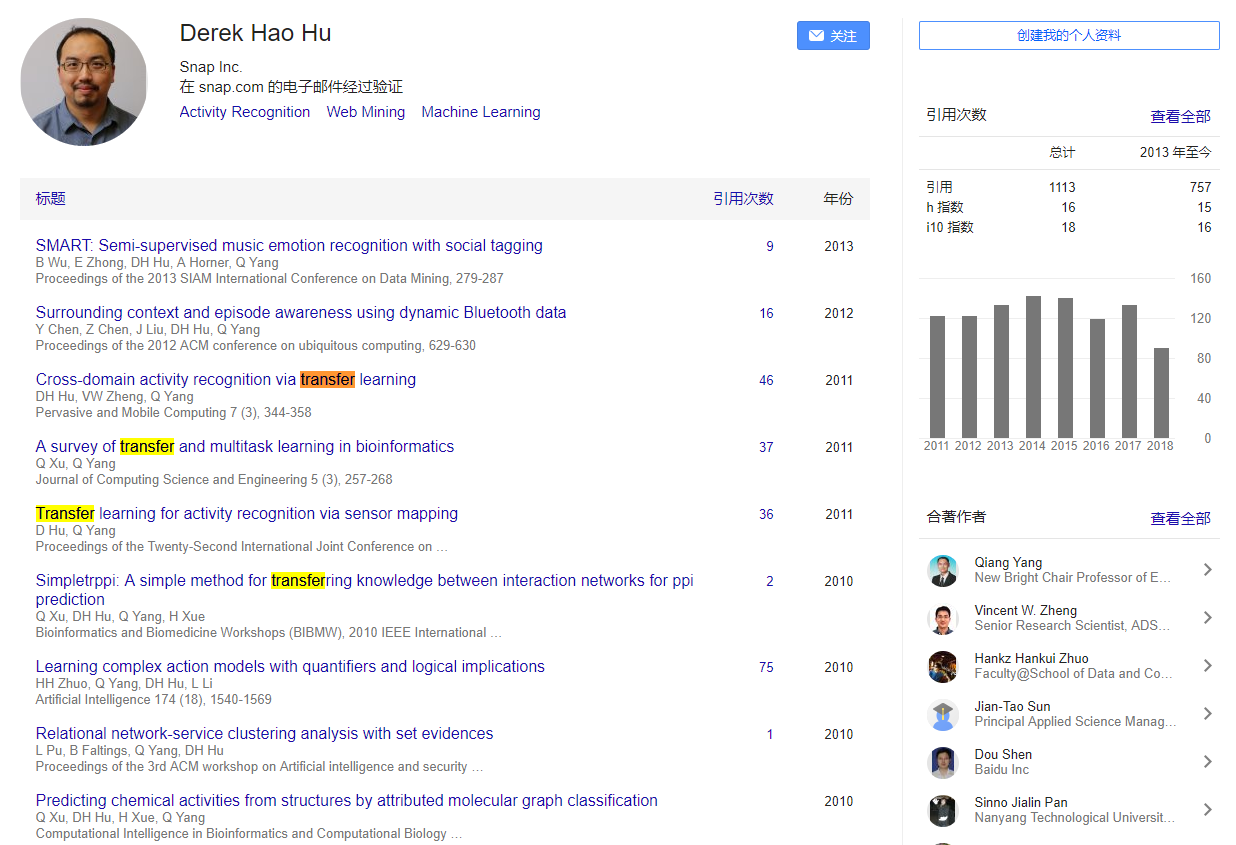 Derek Hao Hu
关注
Snap Inc.
在 snap.com 的电子邮件经过验证
Activity Recognition Web Mining Machine Learning
标题 引用次数 年份
SMART: Semi-supervised music emotion recognition with social tagging 9 2013
B Wu, E Zhong, DH Hu, A Horner, Q Yang
Proceedings of the 2013 SIAM International Conference on Data Mining, 279-287
Surrounding context and episode awareness using dynamic Bluetooth data 16 2012
Y Chen, Z Chen, J Liu, DH Hu, Q Yang
Proceedings of the 2012 ACM conference on ubiquitous computing, 629-630
Cross-domain activity recognition via transfer learning 46 2011
DH Hu, VW Zheng, Q Yang
Pervasive and Mobile Computing 7 (3), 344-358
A survey of transfer and multitask learning in bioinformatics 37 2011
Q Xu, Q Yang
Journal of Computing Science and Engineering 5 (3), 257-268
Transfer learning for activity recognition via sensor mapping 36 2011
D Hu, Q Yang
Proceedings of the Twenty-Second International Joint Conference on …
Simpletrppi: A simple method for transferring knowledge between interaction networks for ppi 2 2010
prediction
Q Xu, DH Hu, Q Yang, H Xue
Bioinformatics and Biomedicine Workshops (BIBMW), 2010 IEEE International …
Learning complex action models with quantifiers and logical implications 75 2010
HH Zhuo, Q Yang, DH Hu, L Li
Artificial Intelligence 174 (18), 1540-1569
Relational network-service clustering analysis with set evidences 1 2010
L Pu, B Faltings, Q Yang, DH Hu
Proceedings of the 3rd ACM workshop on Artificial intelligence and security …
Predicting chemical activities from structures by attributed molecular graph classification 2010
Q Xu, DH Hu, H Xue, Q Yang
Computational Intelligence in Bioinformatics and Computational Biology …
创建我的个人资料
引用次数 查看全部
总计 2013 年至今
引用 1113 757
h 指数 16 15
i10 指数 18 16
160
120
80
40
0
2011 2012 2013 2014 2015 2016 2017 2018
合著作者 查看全部
Qiang Yang
New Bright Chair Professor of E…
Vincent W. Zheng
Senior Research Scientist, ADS…
Hankz Hankui Zhuo
Faculty@School of Data and Co…
Jian-Tao Sun
Principal Applied Science Manag…
Dou Shen
Baidu Inc
Sinno Jialin Pan
Nanyang Technological Universit…